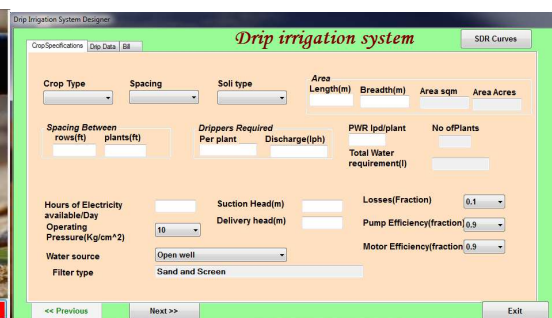 Drip Irrigation System Designer
Drip irrigation system
SDR Curves
CropSpecifications Drip Data Bill
Crop Type Spacing Soli type
Area
Length(m) Breadth(m) Area sqm Area Acres
Spacing Between
rows(ft) plants(ft)
Drippers Required
Per plant Discharge(lph)
PWR lpd/plant No ofPlants
Total Water
requirement(l)
Hours of Electricity
available/Day
Suction Head(m)
Losses(Fraction) 0.1
Operating
Pressure(Kg/cm^2) 10
Delivery head(m)
Pump Efficiency(fraction) 0.9
Motor Efficiency(fraction 0.9
Water source Open well
Filter type Sand and Screen
<< Previous Next >> Exit